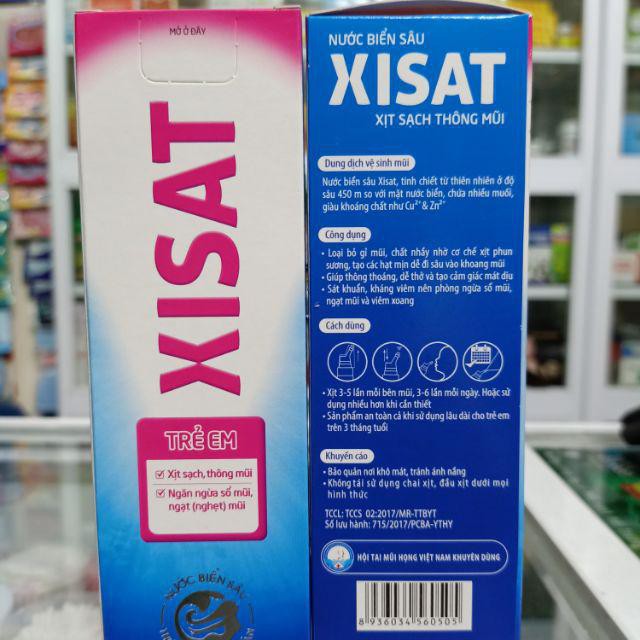 MỞ Ở ĐÂY
XISAT
TRẺ EM
Xịt sạch, thông mũi
Ngăn ngừa sổ mũi,
ngạt (nghẹt) mũi
NƯỚC BIỂN SÂU
NƯỚC BIỂN SÂU
XISAT
XỊT SẠCH THÔNG MŨI
Dung dịch vệ sinh mũi
Nước biển sâu Xisat, tinh chiết từ thiên nhiên ở độ
sâu 450 m so với mặt nước biển, chứa nhiều muối,
giàu khoáng chất như Cu²⁺ & Zn²⁺
Công dụng
• Loại bỏ gỉ mũi, chất nhầy nhờ cơ chế xịt phun
sương, tạo các hạt mịn dễ đi sâu vào khoang mũi
• Giúp thông thoáng, dễ thở và tạo cảm giác mát dịu
• Sát khuẩn, kháng viêm nên phòng ngừa sổ mũi,
ngạt mũi và viêm xoang
Cách dùng
• Xịt 3-5 lần mỗi bên mũi, 3-6 lần mỗi ngày. Hoặc sử
dụng nhiều hơn khi cần thiết
• Sản phẩm an toàn cả khi sử dụng lâu dài cho trẻ em
trên 3 tháng tuổi
Khuyến cáo
• Bảo quản nơi khô mát, tránh ánh nắng
• Không tái sử dụng chai xịt, đầu xịt dưới mọi
hình thức
TCCL: TCCS 02:2017/MR-TTBYT
Số lưu hành: 715/2017/PCBA-YTHY
HỘI TAI MŨI HỌNG VIỆT NAM KHUYÊN DÙNG
8 936034 560505